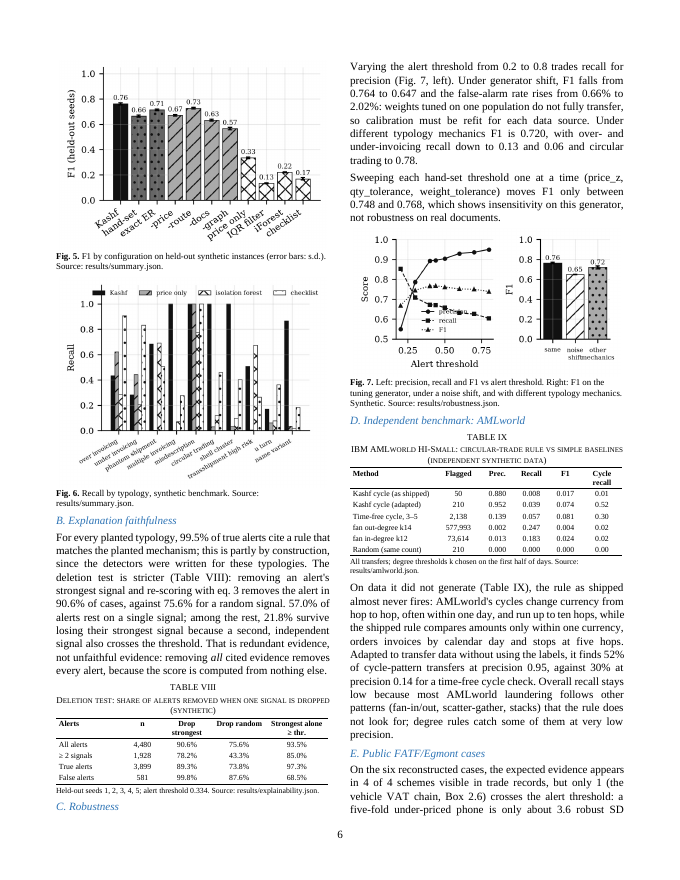 1.0
0.8
0.6
0.4
0.2
0.0
F1 (held-out seeds)
0.76
0.66
0.71
0.67
0.73
0.63
0.57
0.33
0.13
0.22
0.17
Kashf
hand-set
exact ER
-price
-route
-docs
-graph
price only
IQR filter
iForest
checklist
Fig. 5. F1 by configuration on held-out synthetic instances (error bars: s.d.).
Source: results/summary.json.
Kashf
price only
isolation forest
checklist
1.0
0.8
0.6
0.4
0.2
0.0
Recall
over invoicing
under invoicing
phantom shipment
multiple invoicing
misdescription
circular trading
shell cluster
transshipment high risk
u turn
name variant
Fig. 6. Recall by typology, synthetic benchmark. Source:
results/summary.json.
B. Explanation faithfulness
For every planted typology, 99.5% of true alerts cite a rule that
matches the planted mechanism; this is partly by construction,
since the detectors were written for these typologies. The
deletion test is stricter (Table VIII): removing an alert's
strongest signal and re-scoring with eq. 3 removes the alert in
90.6% of cases, against 75.6% for a random signal. 57.0% of
alerts rest on a single signal; among the rest, 21.8% survive
losing their strongest signal because a second, independent
signal also crosses the threshold. That is redundant evidence,
not unfaithful evidence: removing all cited evidence removes
every alert, because the score is computed from nothing else.
TABLE VIII
DELETION TEST: SHARE OF ALERTS REMOVED WHEN ONE SIGNAL IS DROPPED
(SYNTHETIC)
Alerts n Drop strongest Drop random Strongest alone ≥ thr.
All alerts 4,480 90.6% 75.6% 93.5%
≥ 2 signals 1,928 78.2% 43.3% 85.0%
True alerts 3,899 89.3% 73.8% 97.3%
False alerts 581 99.8% 87.6% 68.5%
Held-out seeds 1, 2, 3, 4, 5; alert threshold 0.334. Source: results/explainability.json.
C. Robustness
Varying the alert threshold from 0.2 to 0.8 trades recall for
precision (Fig. 7, left). Under generator shift, F1 falls from
0.764 to 0.647 and the false-alarm rate rises from 0.66% to
2.02%: weights tuned on one population do not fully transfer,
so calibration must be refit for each data source. Under
different typology mechanics F1 is 0.720, with over- and
under-invoicing recall down to 0.13 and 0.06 and circular
trading to 0.78.
Sweeping each hand-set threshold one at a time (price_z,
qty_tolerance, weight_tolerance) moves F1 only between
0.748 and 0.768, which shows insensitivity on this generator,
not robustness on real documents.
1.0
0.9
0.8
0.7
0.6
0.5
Score
precision
recall
F1
0.25
0.50
0.75
Alert threshold
1.0
0.8
0.6
0.4
0.2
0.0
F1
0.76
0.65
0.72
same
noise shift
other mechanics
Fig. 7. Left: precision, recall and F1 vs alert threshold. Right: F1 on the
tuning generator, under a noise shift, and with different typology mechanics.
Synthetic. Source: results/robustness.json.
D. Independent benchmark: AMLworld
TABLE IX
IBM AMLWORLD HI-SMALL: CIRCULAR-TRADE RULE VS SIMPLE BASELINES
(INDEPENDENT SYNTHETIC DATA)
Method Flagged Prec. Recall F1 Cycle recall
Kashf cycle (as shipped) 50 0.880 0.008 0.017 0.01
Kashf cycle (adapted) 210 0.952 0.039 0.074 0.52
Time-free cycle, 3–5 2,138 0.139 0.057 0.081 0.30
fan out-degree k14 577,993 0.002 0.247 0.004 0.02
fan in-degree k12 73,614 0.013 0.183 0.024 0.02
Random (same count) 210 0.000 0.000 0.000 0.00
All transfers; degree thresholds k chosen on the first half of days. Source:
results/amlworld.json.
On data it did not generate (Table IX), the rule as shipped
almost never fires: AMLworld's cycles change currency from
hop to hop, often within one day, and run up to ten hops, while
the shipped rule compares amounts only within one currency,
orders invoices by calendar day and stops at five hops.
Adapted to transfer data without using the labels, it finds 52%
of cycle-pattern transfers at precision 0.95, against 30% at
precision 0.14 for a time-free cycle check. Overall recall stays
low because most AMLworld laundering follows other
patterns (fan-in/out, scatter-gather, stacks) that the rule does
not look for; degree rules catch some of them at very low
precision.
E. Public FATF/Egmont cases
On the six reconstructed cases, the expected evidence appears
in 4 of 4 schemes visible in trade records, but only 1 (the
vehicle VAT chain, Box 2.6) crosses the alert threshold: a
five-fold under-priced phone is only about 3.6 robust SD
6